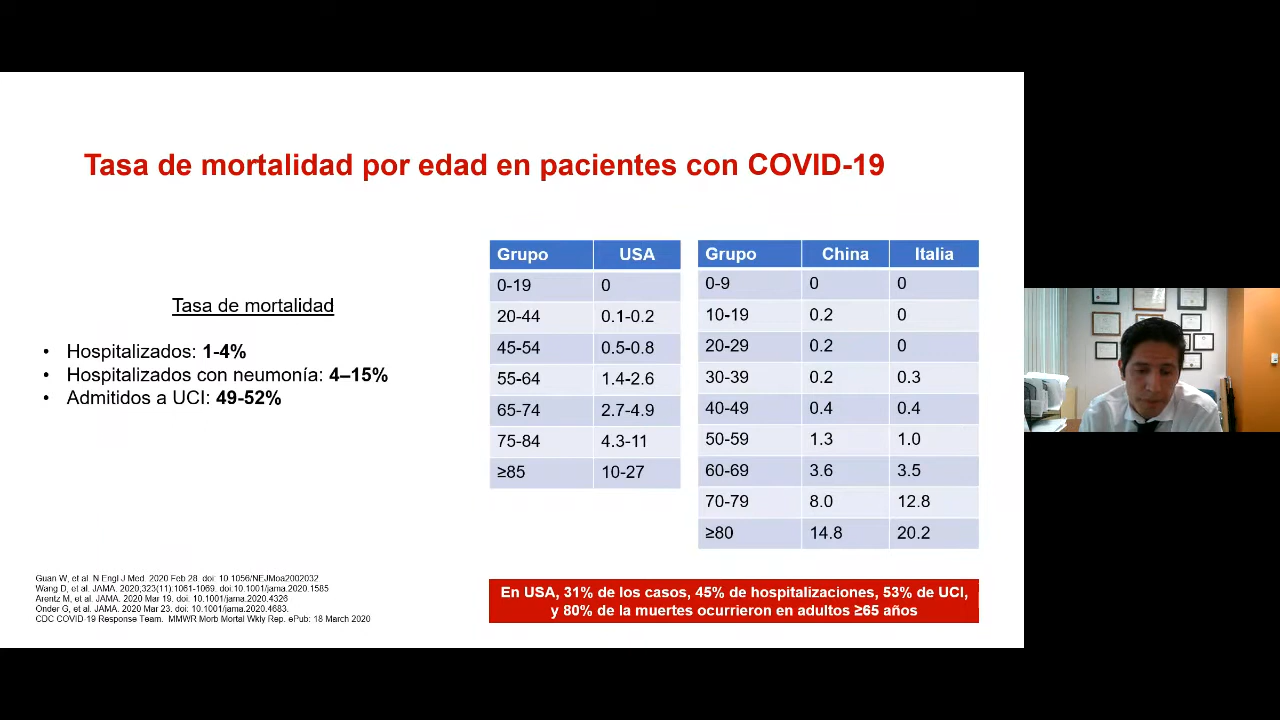 Tasa de mortalidad por edad en pacientes con COVID-19
Tasa de mortalidad
• Hospitalizados: 1-4%
• Hospitalizados con neumonía: 4–15%
• Admitidos a UCI: 49-52%
Grupo USA
0-19 0
20-44 0.1-0.2
45-54 0.5-0.8
55-64 1.4-2.6
65-74 2.7-4.9
75-84 4.3-11
≥85 10-27
Grupo China Italia
0-9 0 0
10-19 0.2 0
20-29 0.2 0
30-39 0.2 0.3
40-49 0.4 0.4
50-59 1.3 1.0
60-69 3.6 3.5
70-79 8.0 12.8
≥80 14.8 20.2
Guan W, et al N Engl J Med. 2020 Feb 28. doi 10 1056/NEJMoa2002032
Wang D, et al. JAMA. 2020;323(11).1061-1069. doi:10.1001/jama.2020.1585
Arentz M, et al. JAMA. 2020 Mar 19. doi. 10.1001/jama.2020.4326
Onder G, et al. JAMA. 2020 Mar 23. doi: 10.1001/jama.2020.4683.
CDC COVID 19 Response Team. MMWR Morb Mortal Wkly Rep. ePub: 18 March 2020
En USA, 31% de los casos, 45% de hospitalizaciones, 53% de UCI,
y 80% de la muertes ocurrieron en adultos ≥65 años